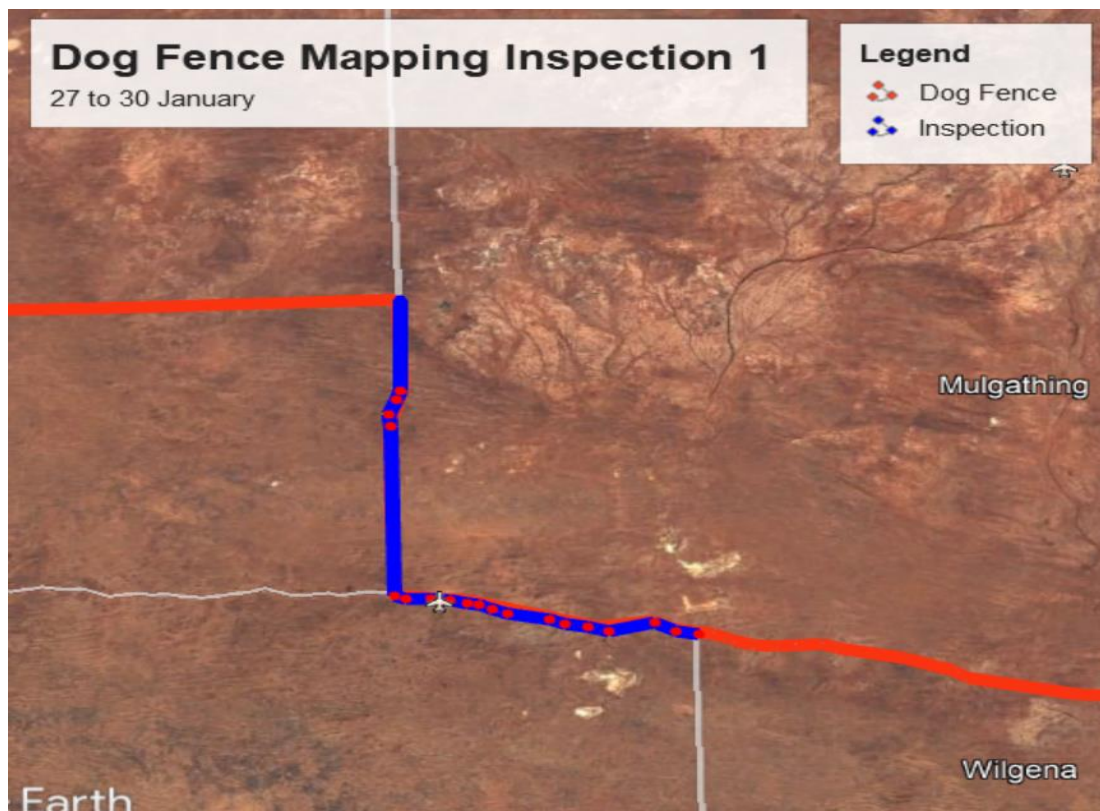 Dog Fence Mapping Inspection 1
27 to 30 January
Legend
Dog Fence
Inspection
Mulgathing
Wilgena
Earth